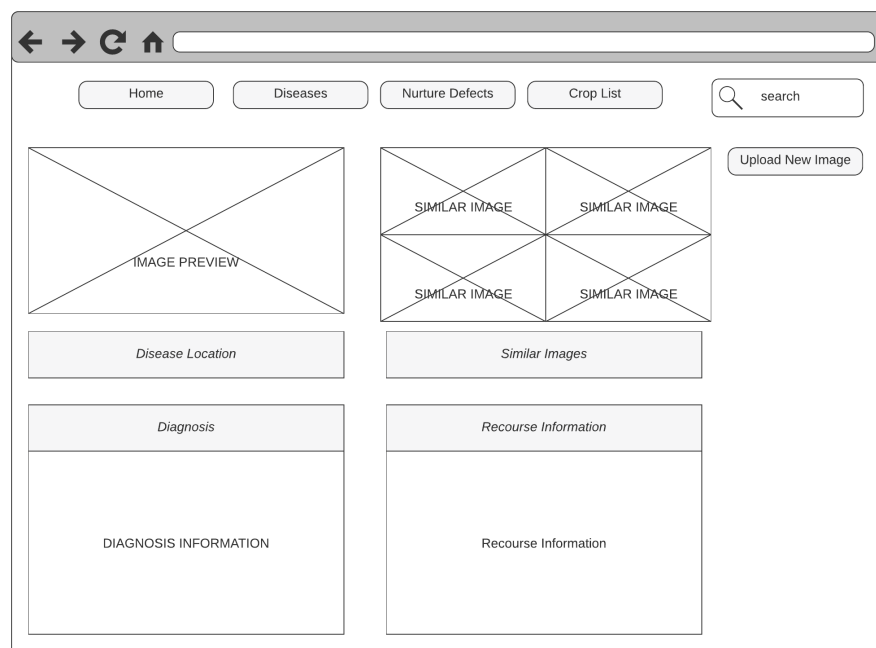 Home
Diseases
Nurture Defects
Crop List
search
Upload New Image
IMAGE PREVIEW
SIMILAR IMAGE
SIMILAR IMAGE
SIMILAR IMAGE
SIMILAR IMAGE
Disease Location
Similar Images
Diagnosis
Recourse Information
DIAGNOSIS INFORMATION
Recourse Information